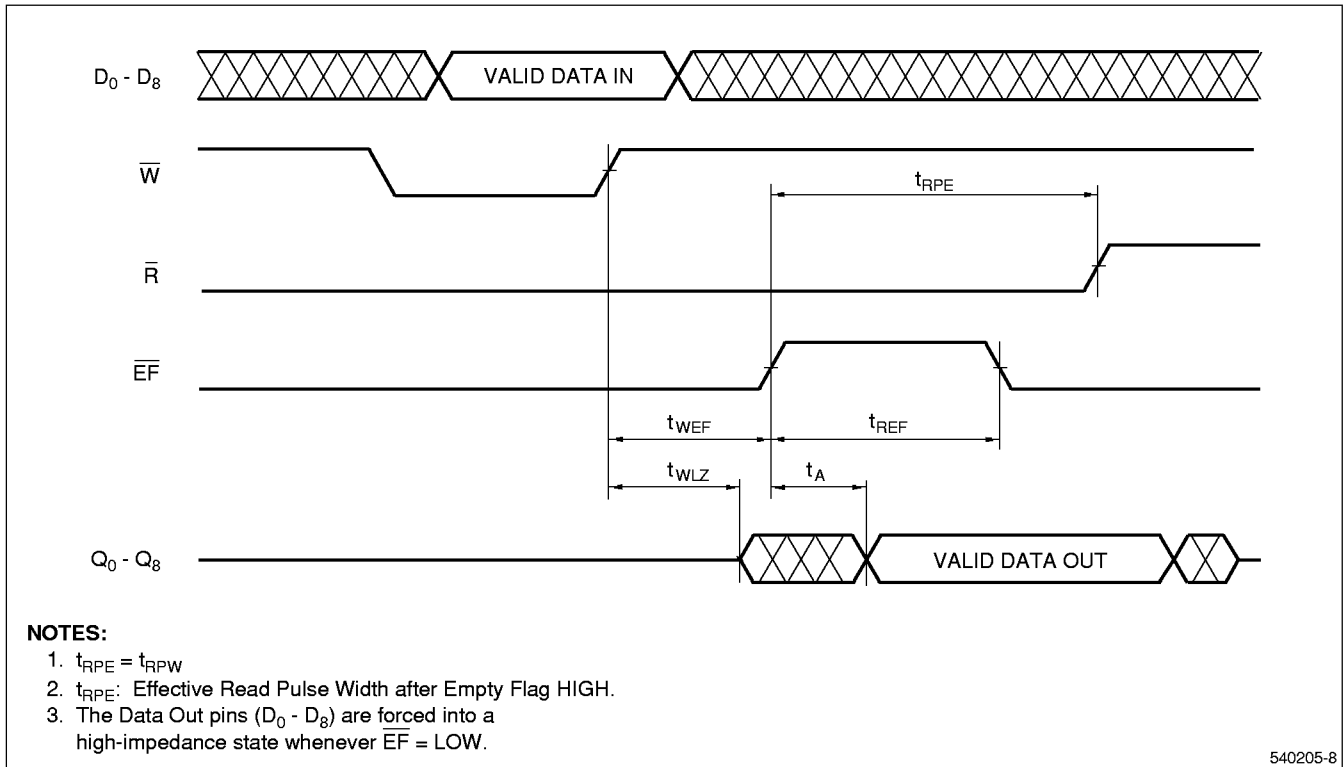 D0 - D8
VALID DATA IN
W̅
tRPE
R̅
E̅F̅
tWEF
tREF
tWLZ
tA
Q0 - Q8
VALID DATA OUT
NOTES:
1. tRPE = tRPW
2. tRPE: Effective Read Pulse Width after Empty Flag HIGH.
3. The Data Out pins (D0 - D8) are forced into a
high-impedance state whenever E̅F̅ = LOW.
540205-8